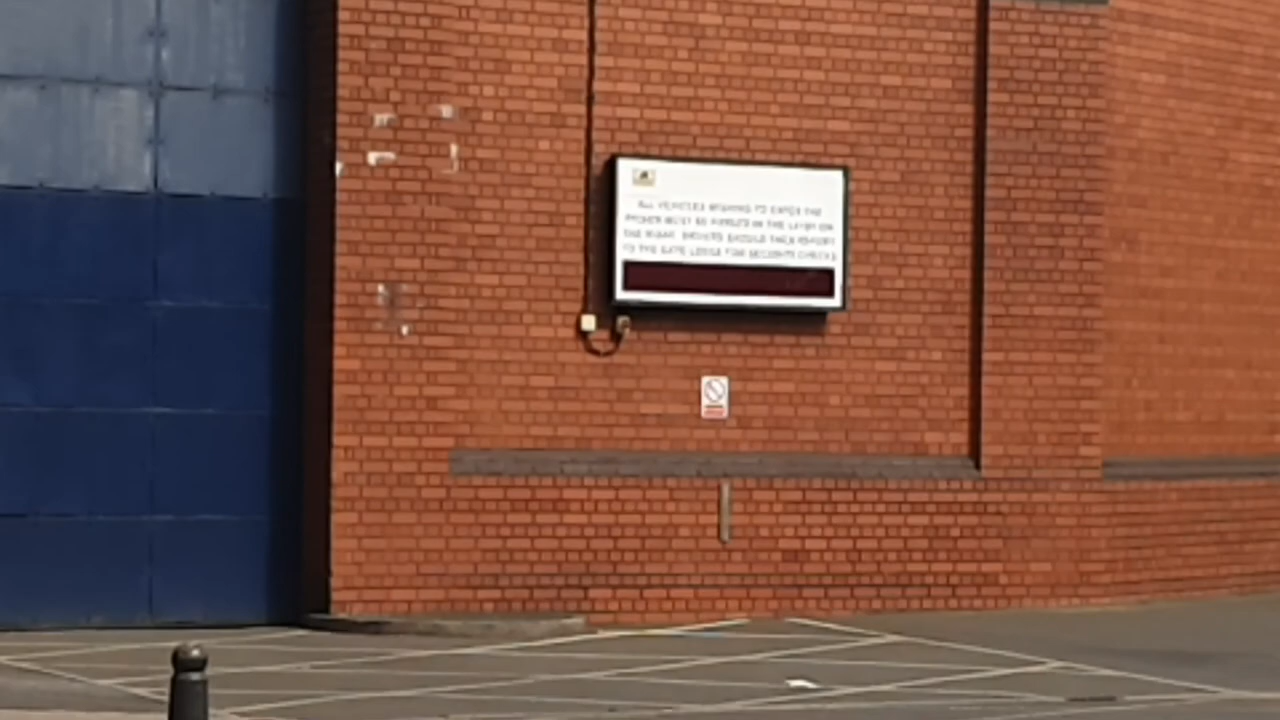 ALL VEHICLES WISHING TO ENTER THE
PRISON MUST BE PARKED IN THE LAYBY ON
THE RIGHT. DRIVERS SHOULD THEN REPORT
TO THE GATE LODGE FOR SECURITY CHECKS